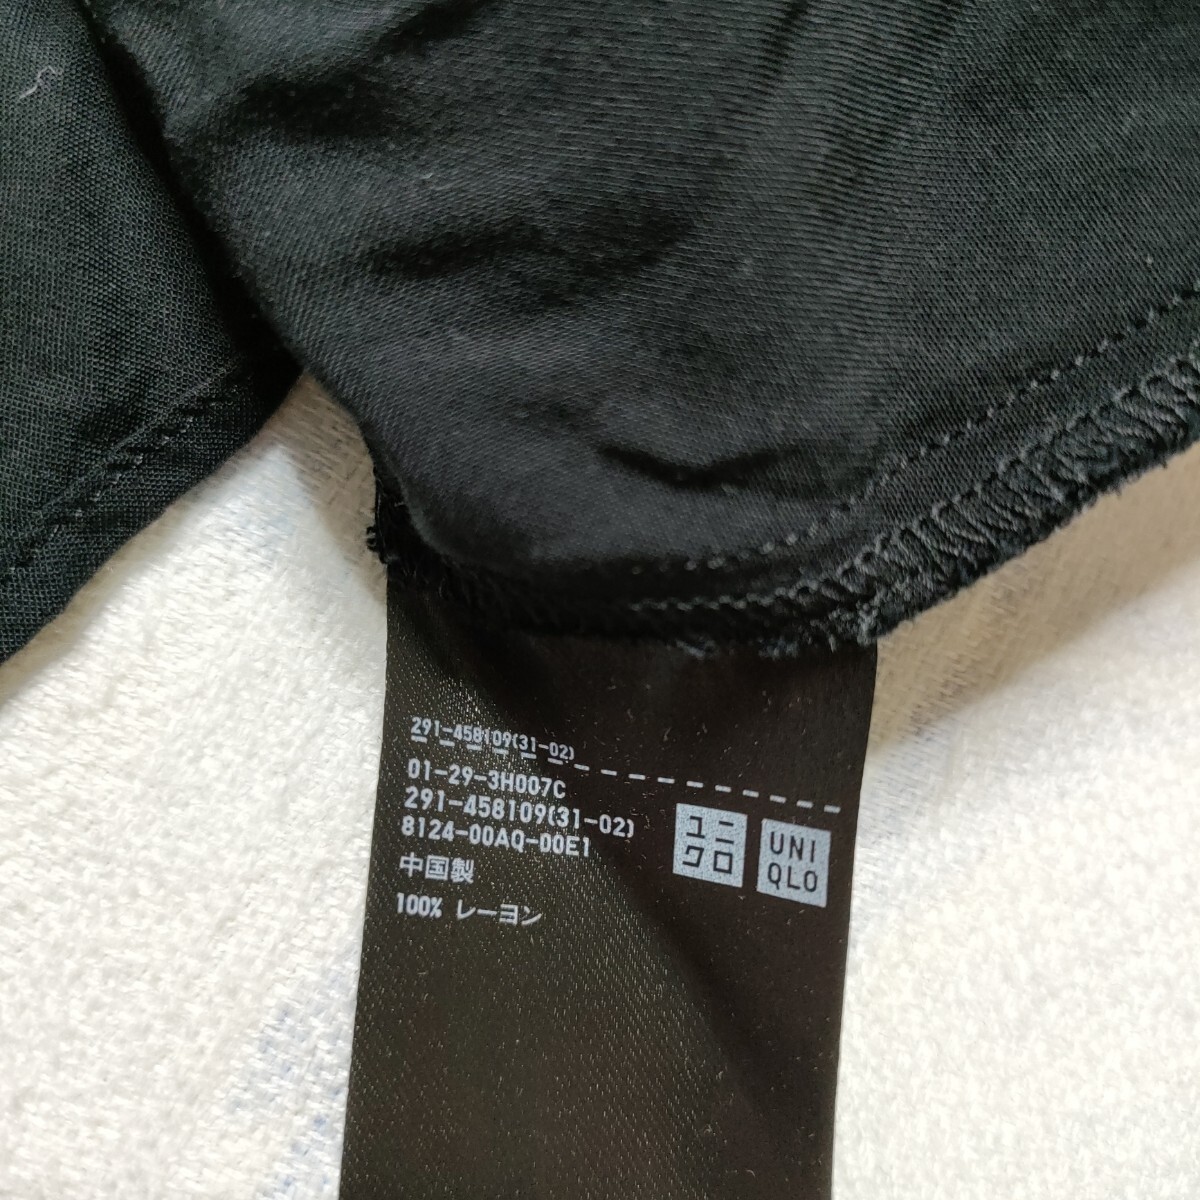 291-458109(31-02)
01-29-3H007C
291-458109(31-02)
8124-00AQ-00E1
中国製
100% レーヨン
ユニ
クロ
UNI
QLO